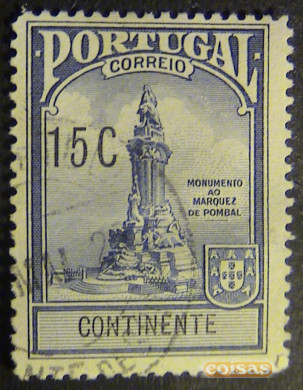 PORTUGAL
CORREIO
15C
MONUMENTO
AO
MARQUEZ
DE POMBAL
CONTINENTE
coisas